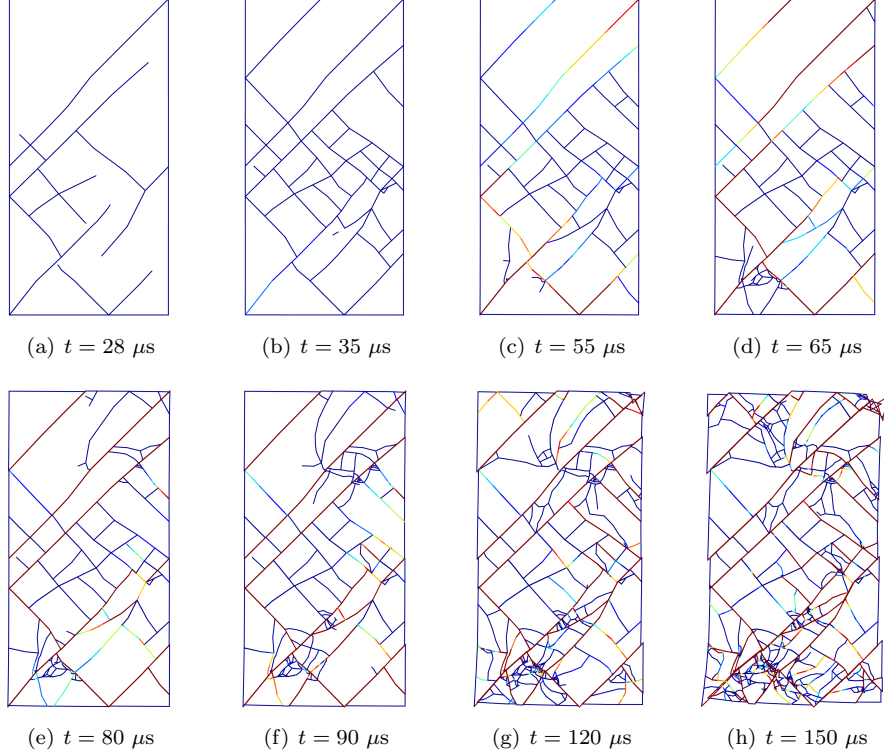 (a) t = 28 μs (b) t = 35 μs (c) t = 55 μs (d) t = 65 μs
(e) t = 80 μs (f) t = 90 μs (g) t = 120 μs (h) t = 150 μs